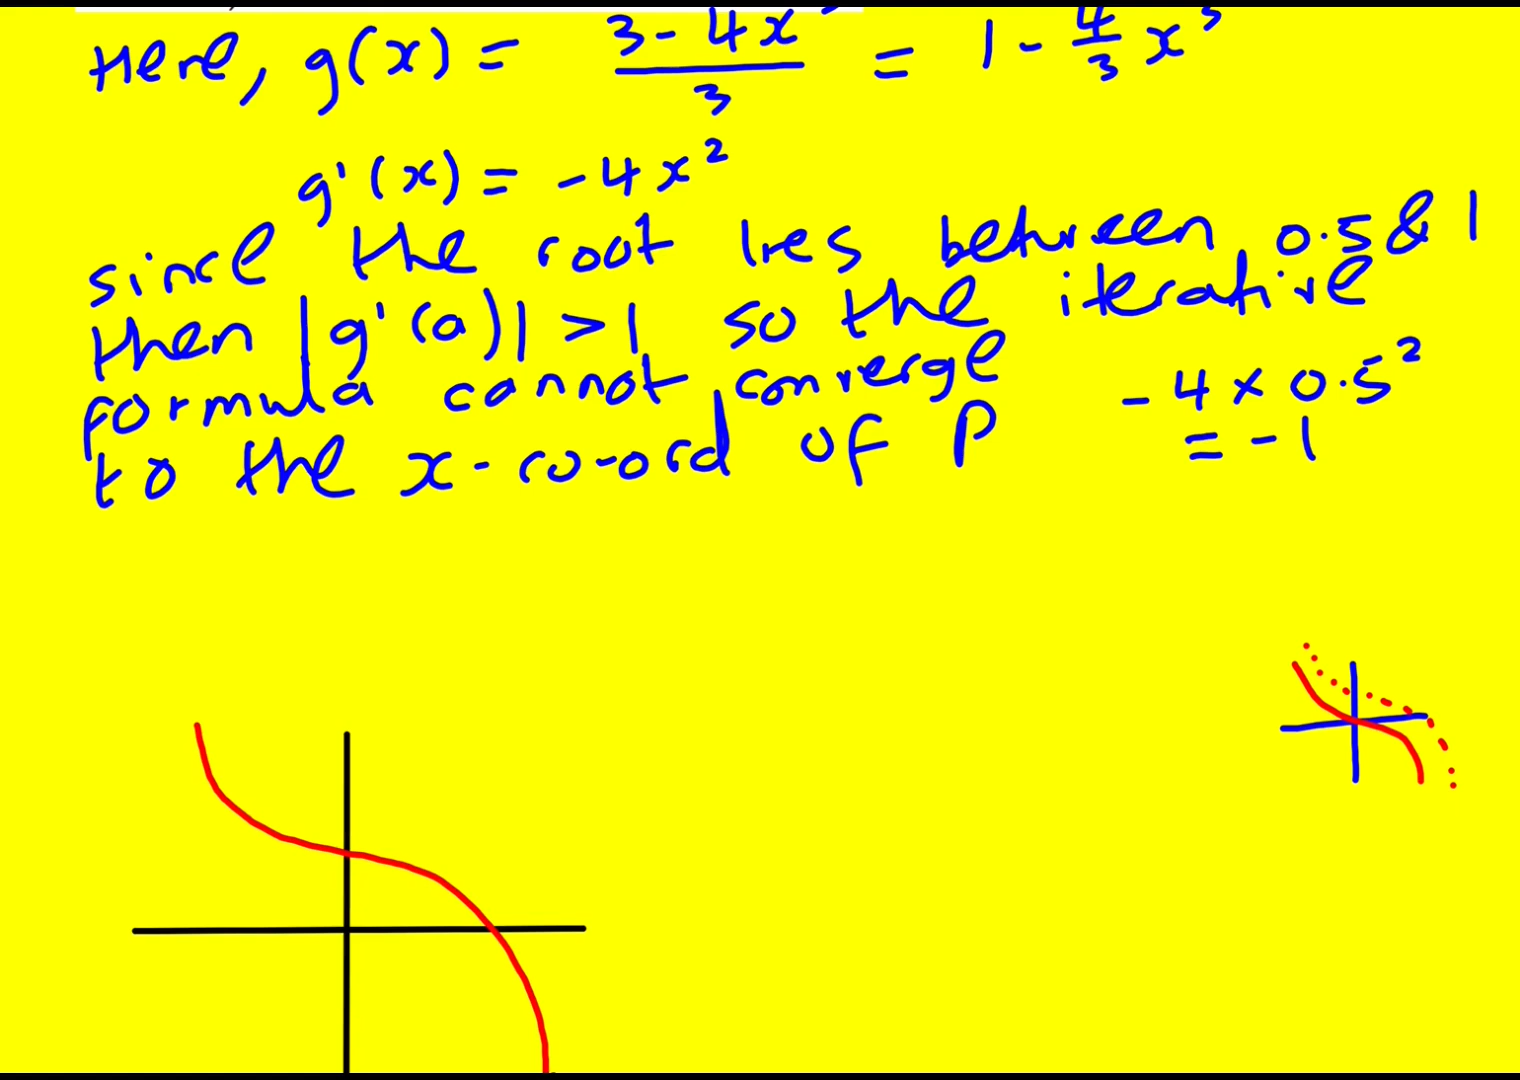 Here, g(x) = 3 - 4x³ / 3 = 1 - 4/3 x³
g'(x) = -4x²
since the root lies between 0.5 & 1
then |g'(a)| > 1 so the iterative
formula cannot converge
to the x-co-ord of P
-4 × 0.5²
= -1